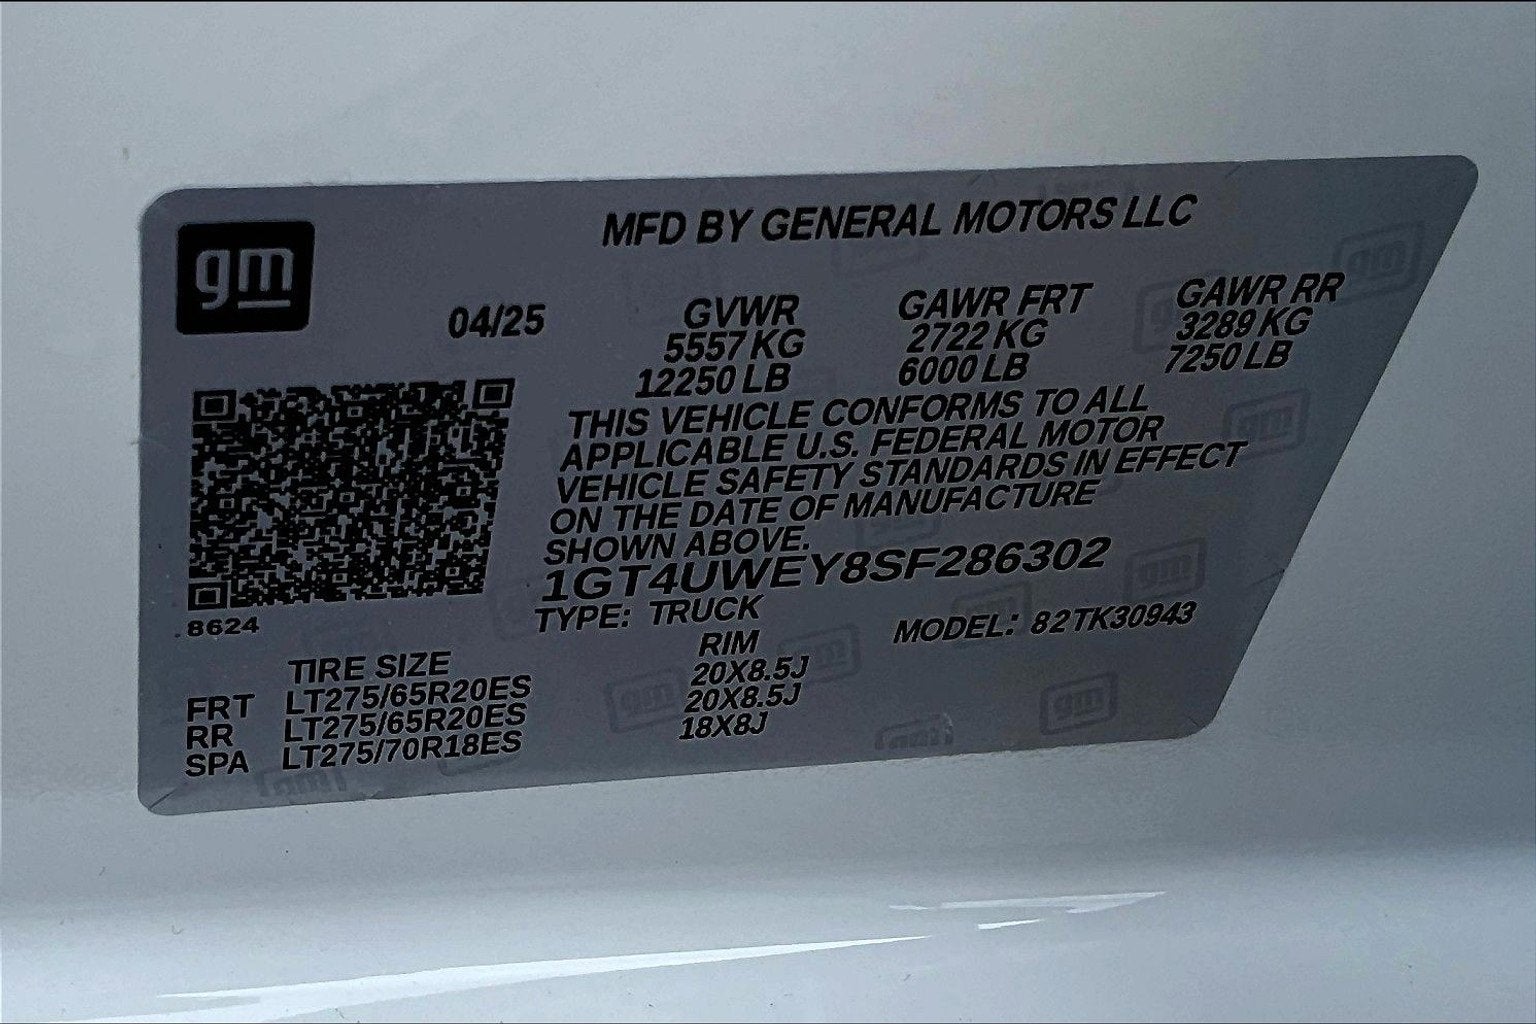 gm
MFD BY GENERAL MOTORS LLC
04/25
GVWR GAWR FRT GAWR RR
5557 KG 2722 KG 3289 KG
12250 LB 6000 LB 7250 LB
THIS VEHICLE CONFORMS TO ALL
APPLICABLE U.S. FEDERAL MOTOR
VEHICLE SAFETY STANDARDS IN EFFECT
ON THE DATE OF MANUFACTURE
SHOWN ABOVE.
1GT4UWEY8SF286302
TYPE: TRUCK MODEL: 82TK30943
8624
TIRE SIZE RIM
FRT LT275/65R20ES 20X8.5J
RR LT275/65R20ES 20X8.5J
SPA LT275/70R18ES 18X8J